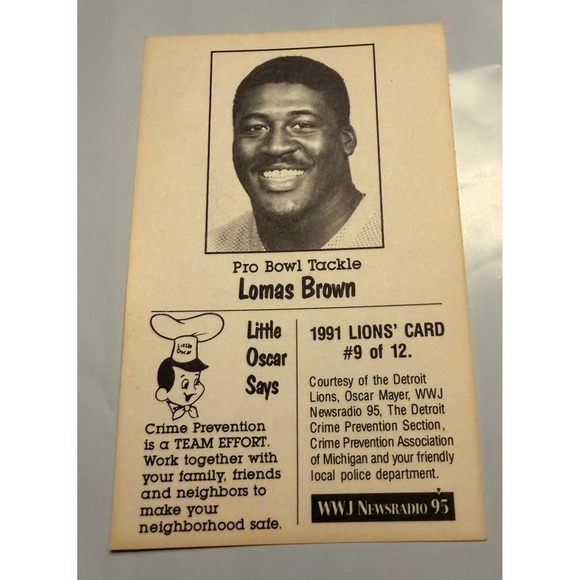 Pro Bowl Tackle
Lomas Brown
Little Oscar
Little
Oscar
Says
Crime Prevention
is a TEAM EFFORT.
Work together with
your family, friends
and neighbors to
make your
neighborhood safe.
1991 LIONS' CARD
#9 of 12.
Courtesy of the Detroit
Lions, Oscar Mayer, WWJ
Newsradio 95, The Detroit
Crime Prevention Section,
Crime Prevention Association
of Michigan and your friendly
local police department.
WWJ NEWSRADIO 95